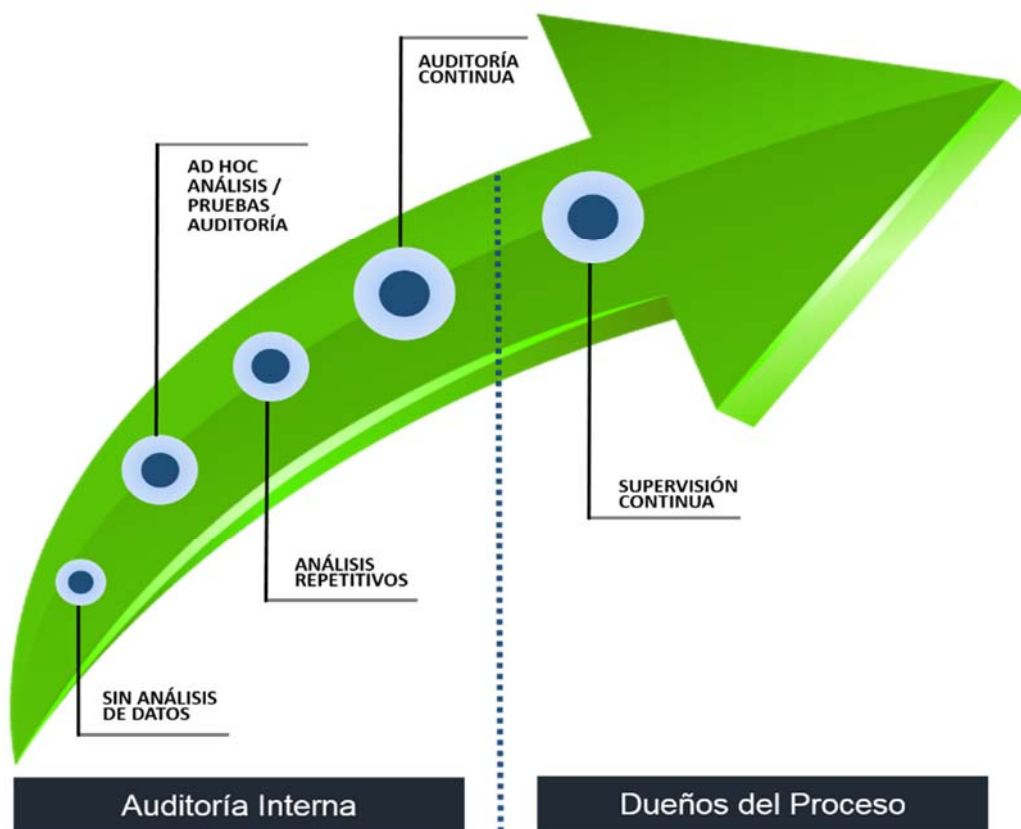 AUDITORÍA
CONTINUA
AD HOC
ANÁLISIS /
PRUEBAS
AUDITORÍA
SUPERVISIÓN
CONTINUA
ANÁLISIS
REPETITIVOS
SIN ANÁLISIS
DE DATOS
Auditoría Interna
Dueños del Proceso